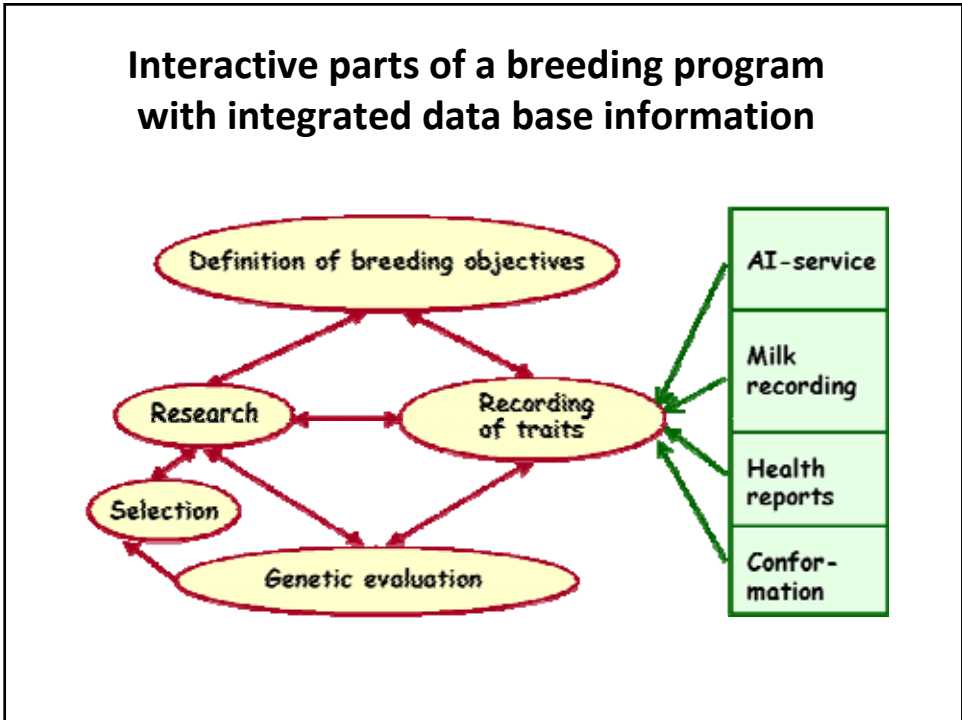 Interactive parts of a breeding program
with integrated data base information
Definition of breeding objectives
AI-service
Milk
recording
Research
Recording
of traits
Health
reports
Selection
Genetic evaluation
Confor-
mation